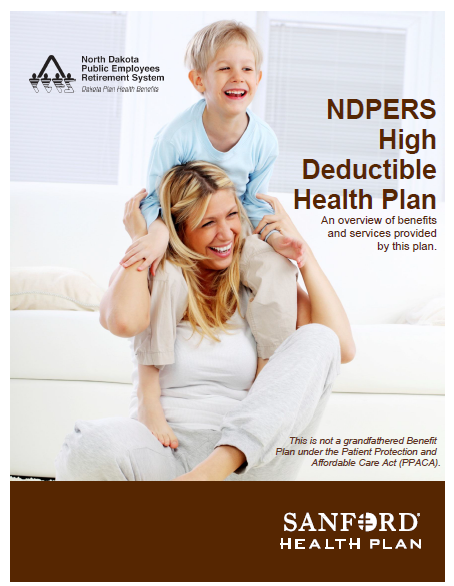 North Dakota
Public Employees
Retirement System
Dakota Plan Health Benefits
NDPERS
High
Deductible
Health Plan
An overview of benefits
and services provided
by this plan.
This is not a grandfathered Benefit
Plan under the Patient Protection and
Affordable Care Act (PPACA).
SANFORD
HEALTH PLAN